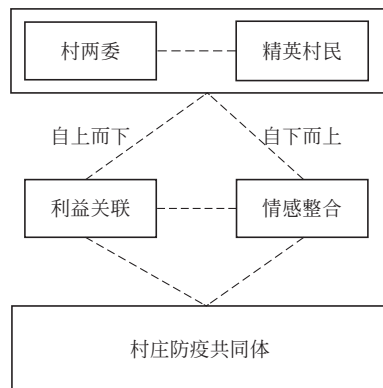 村两委
精英村民
自上而下
自下而上
利益关联
情感整合
村庄防疫共同体